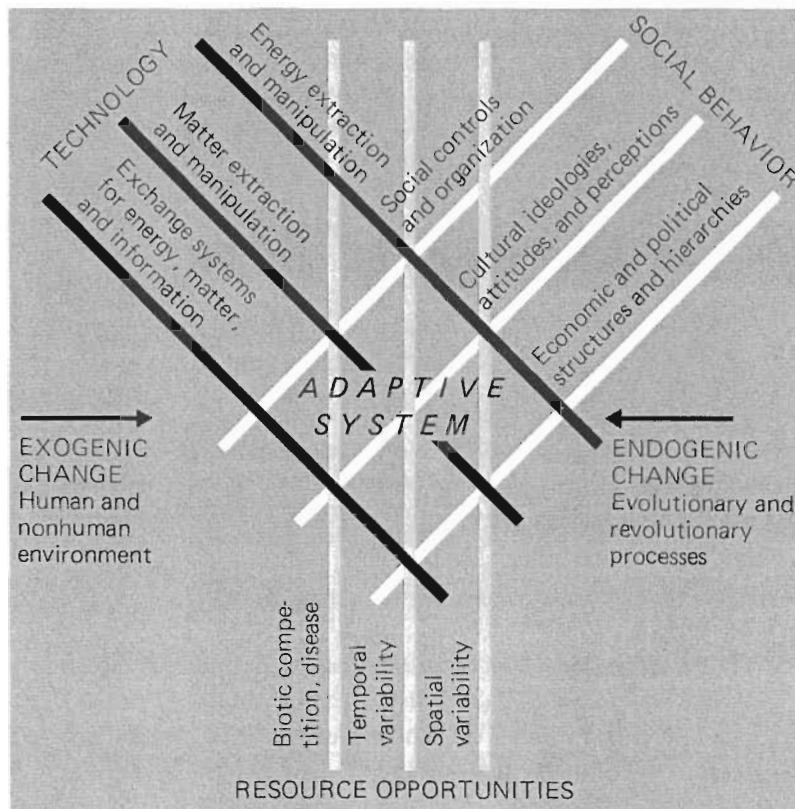 TECHNOLOGY
Energy extraction
and manipulation
Matter extraction
and manipulation
Exchange systems
for energy, matter,
and information
SOCIAL BEHAVIOR
Social controls
and organization
Cultural ideologies,
attitudes, and perceptions
Economic and political
structures and hierarchies
ADAPTIVE
SYSTEM
EXOGENIC
CHANGE
Human and
nonhuman
environment
ENDOGENIC
CHANGE
Evolutionary and
revolutionary
processes
Biotic compe-
tition, disease
Temporal
variability
Spatial
variability
RESOURCE OPPORTUNITIES